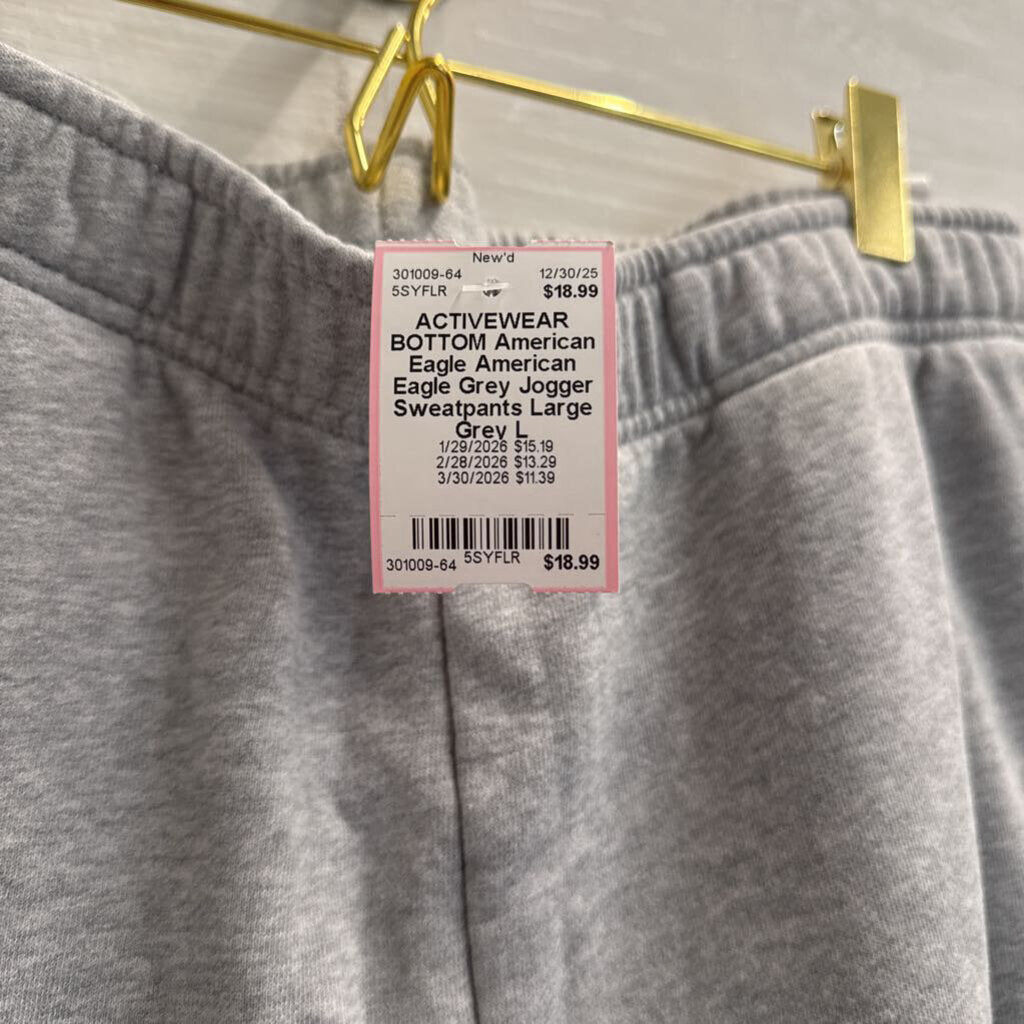 New'd
301009-64 12/30/25
5SYFLR $18.99
ACTIVEWEAR
BOTTOM American
Eagle American
Eagle Grey Jogger
Sweatpants Large
Grey L
1/29/2026 $15.19
2/28/2026 $13.29
3/30/2026 $11.39
301009-64 5SYFLR $18.99